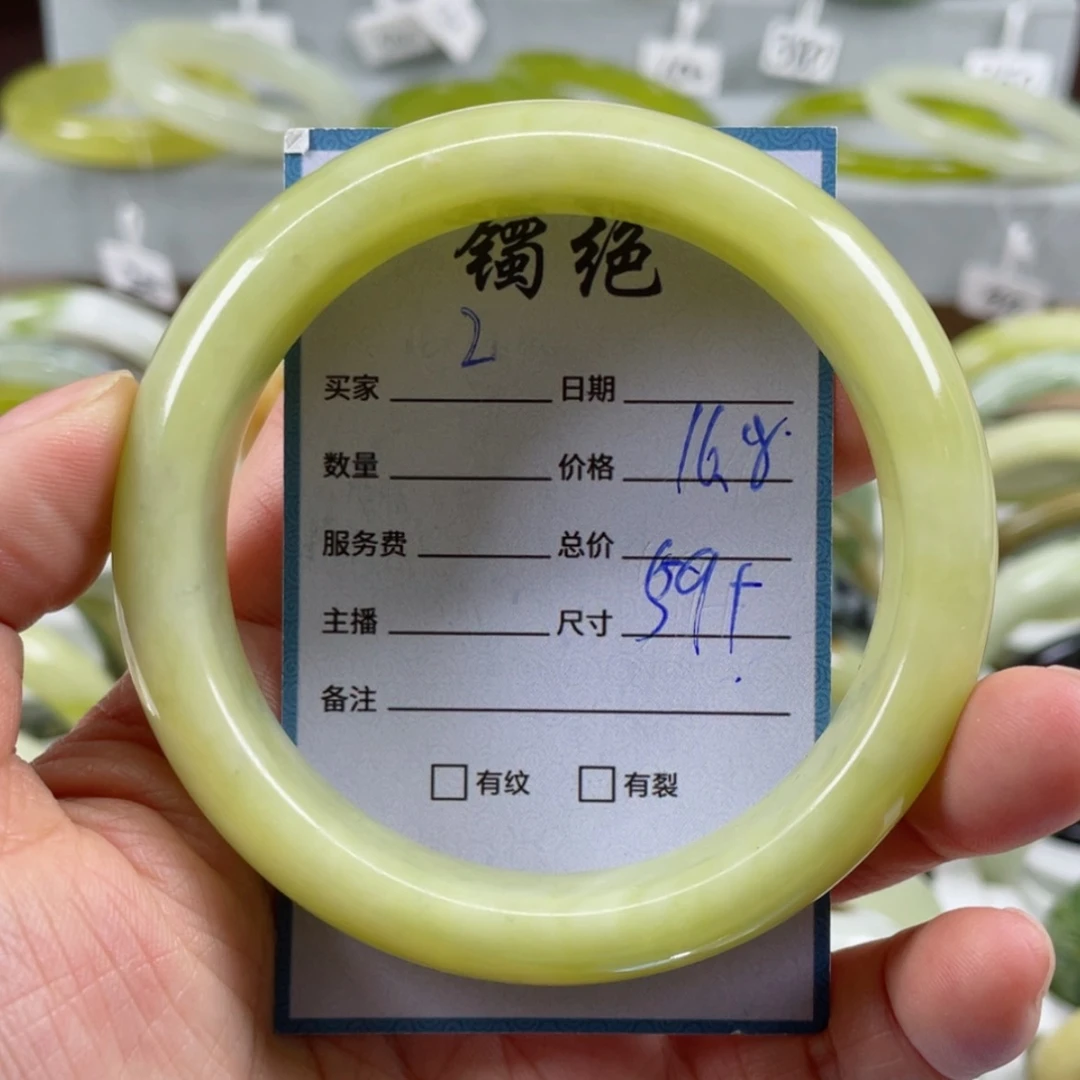 镯绝
2
买家 日期
数量 价格 168.
服务费 总价
主播 尺寸 59+
备注
有纹 有裂